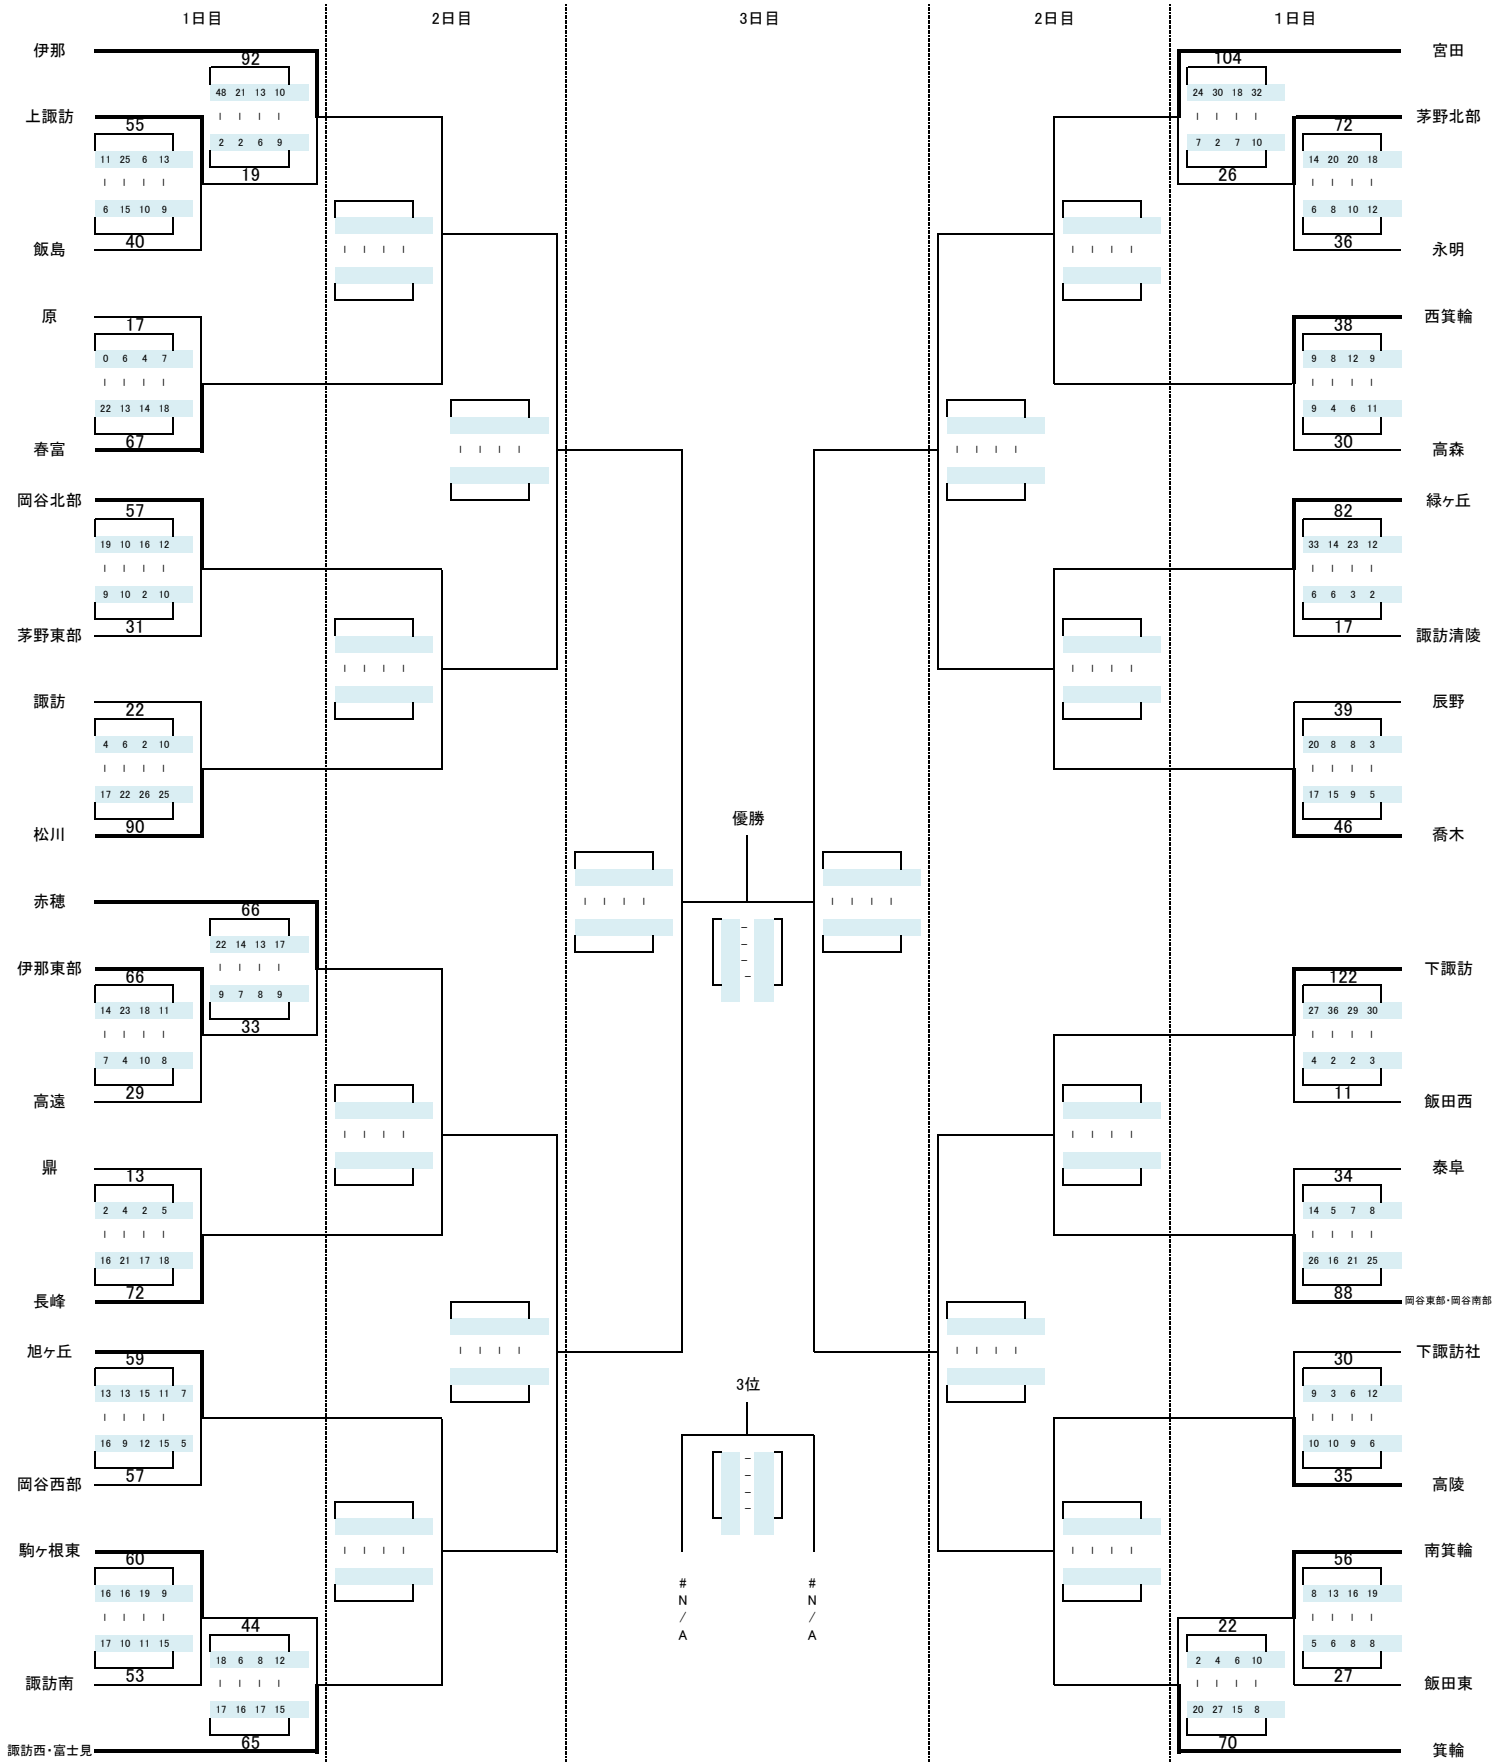 1日目 2日目 3日目 2日目 1日目
伊那
92
48 21 13 10
2 2 6 9
19
上諏訪
55
11 25 6 13
6 15 10 9
40
飯島
原
17
0 6 4 7
22 13 14 18
67
春富
岡谷北部
57
19 10 16 12
9 10 2 10
31
茅野東部
諏訪
22
4 6 2 10
17 22 26 25
90
松川
赤穂
66
22 14 13 17
9 7 8 9
33
伊那東部
66
14 23 18 11
7 4 10 8
29
高遠
鼎
13
2 4 2 5
16 21 17 18
72
長峰
旭ヶ丘
59
13 13 15 11 7
16 9 12 15 5
57
岡谷西部
駒ヶ根東
60
16 16 19 9
17 10 11 15
53
諏訪南
44
18 6 8 12
17 16 17 15
65
諏訪西・富士見
優勝
3位
#N/A
#N/A
宮田
104
24 30 18 32
7 2 7 10
26
茅野北部
72
14 20 20 18
6 8 10 12
36
永明
西箕輪
38
9 8 12 9
9 4 6 11
30
高森
緑ヶ丘
82
33 14 23 12
6 6 3 2
17
諏訪清陵
辰野
39
20 8 8 3
17 15 9 5
46
喬木
下諏訪
122
27 36 29 30
4 2 2 3
11
飯田西
泰阜
34
14 5 7 8
26 16 21 25
88
岡谷東部・岡谷南部
下諏訪社
30
9 3 6 12
10 10 9 6
35
高陵
南箕輪
56
8 13 16 19
5 6 8 8
27
飯田東
22
2 4 6 10
20 27 15 8
70
箕輪